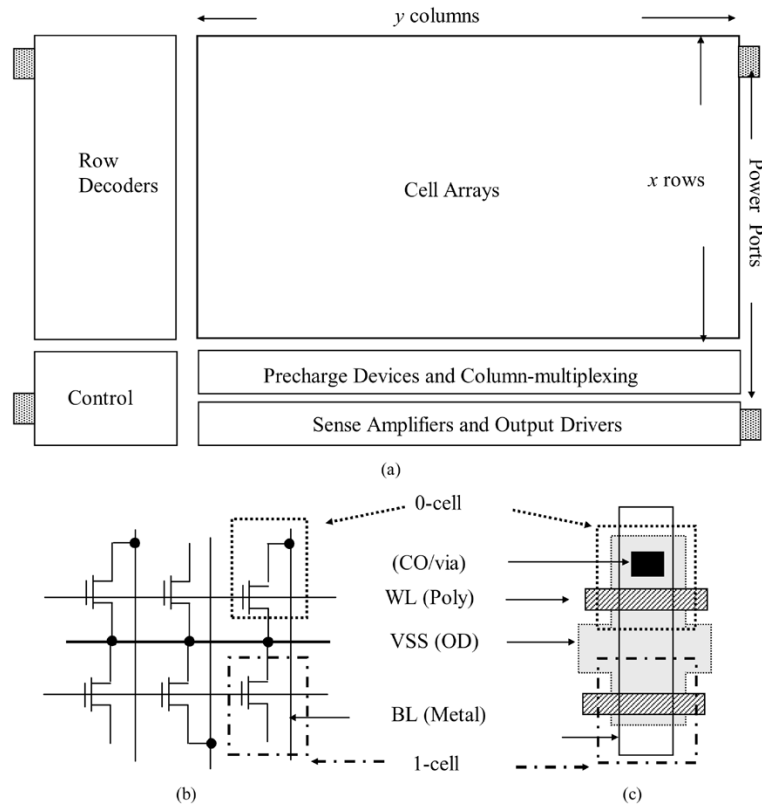 y columns
Row
Decoders
Cell Arrays
x rows
Power Ports
Precharge Devices and Column-multiplexing
Control
Sense Amplifiers and Output Drivers
(a)
0-cell
(CO/via)
WL (Poly)
VSS (OD)
BL (Metal)
1-cell
(b)
(c)